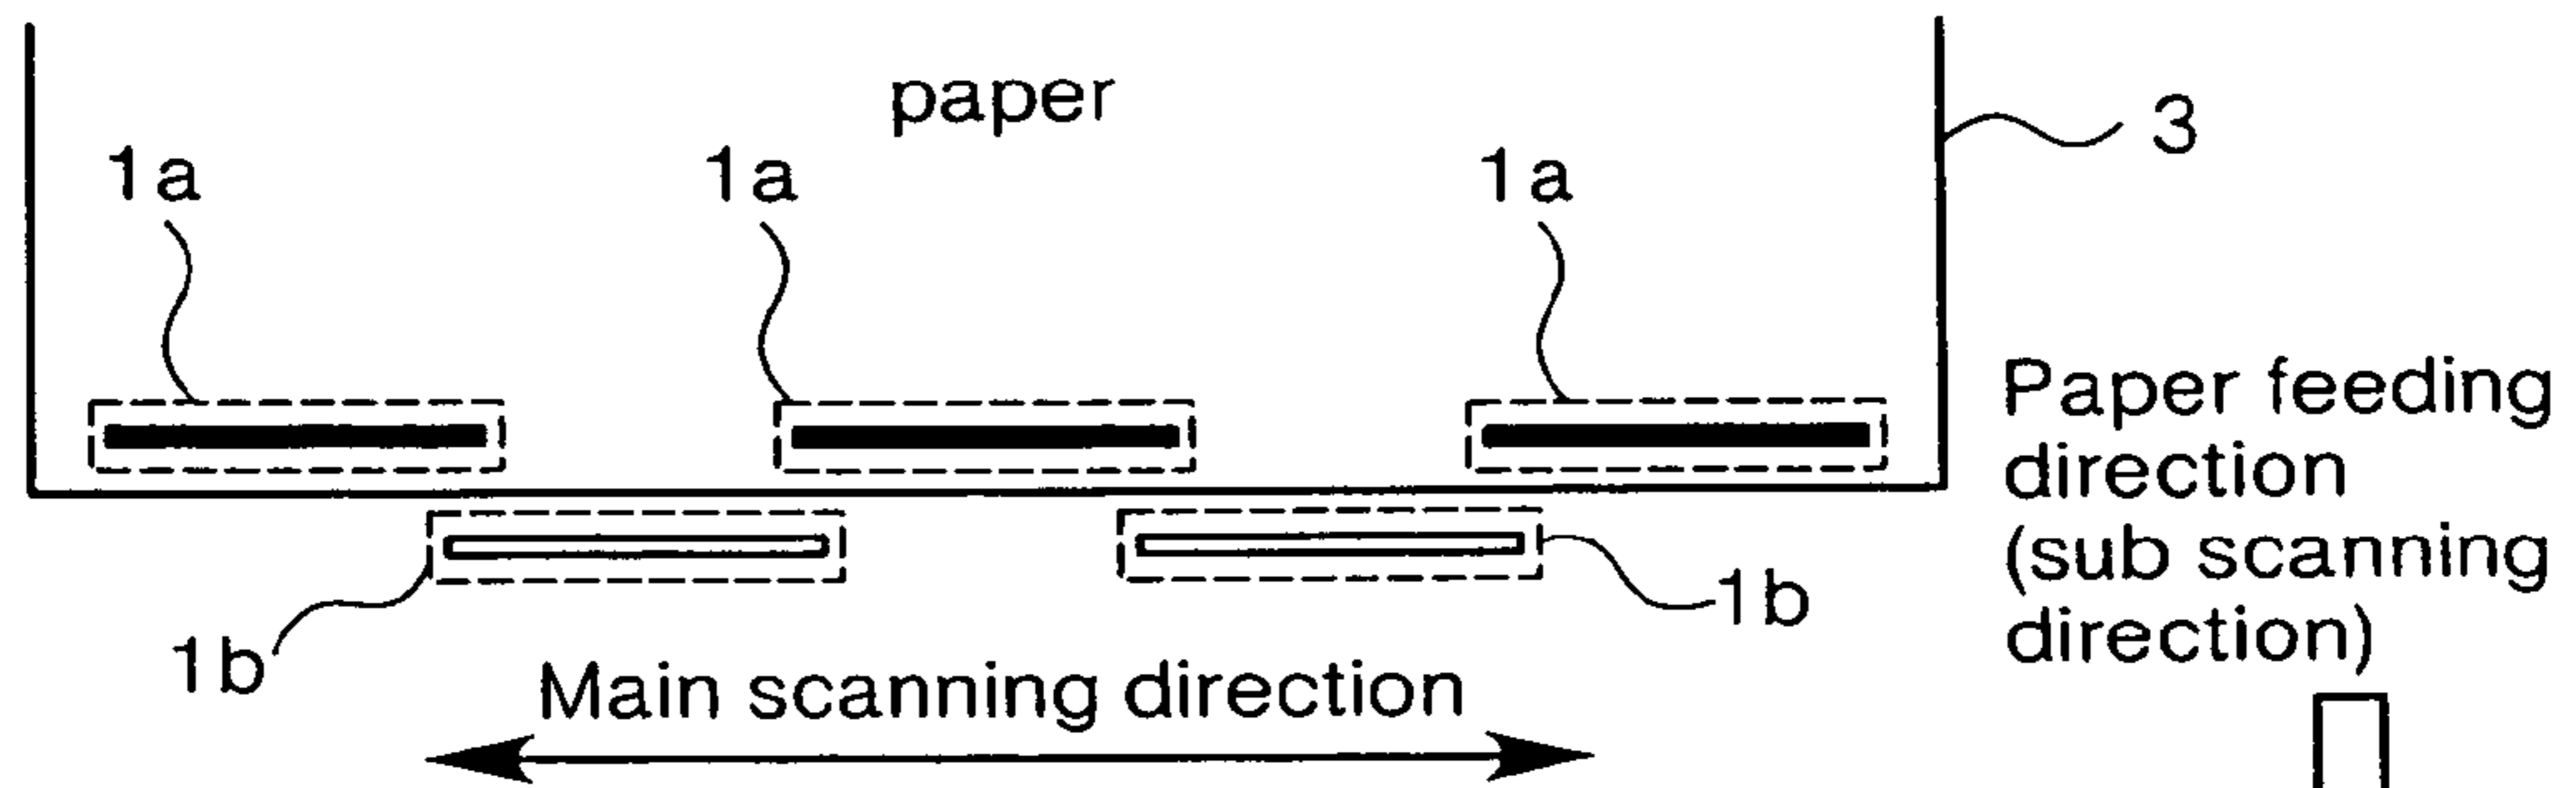 paper
3
1a
1a
1a
Paper feeding
direction
(sub scanning
direction)
1b
1b
Main scanning direction